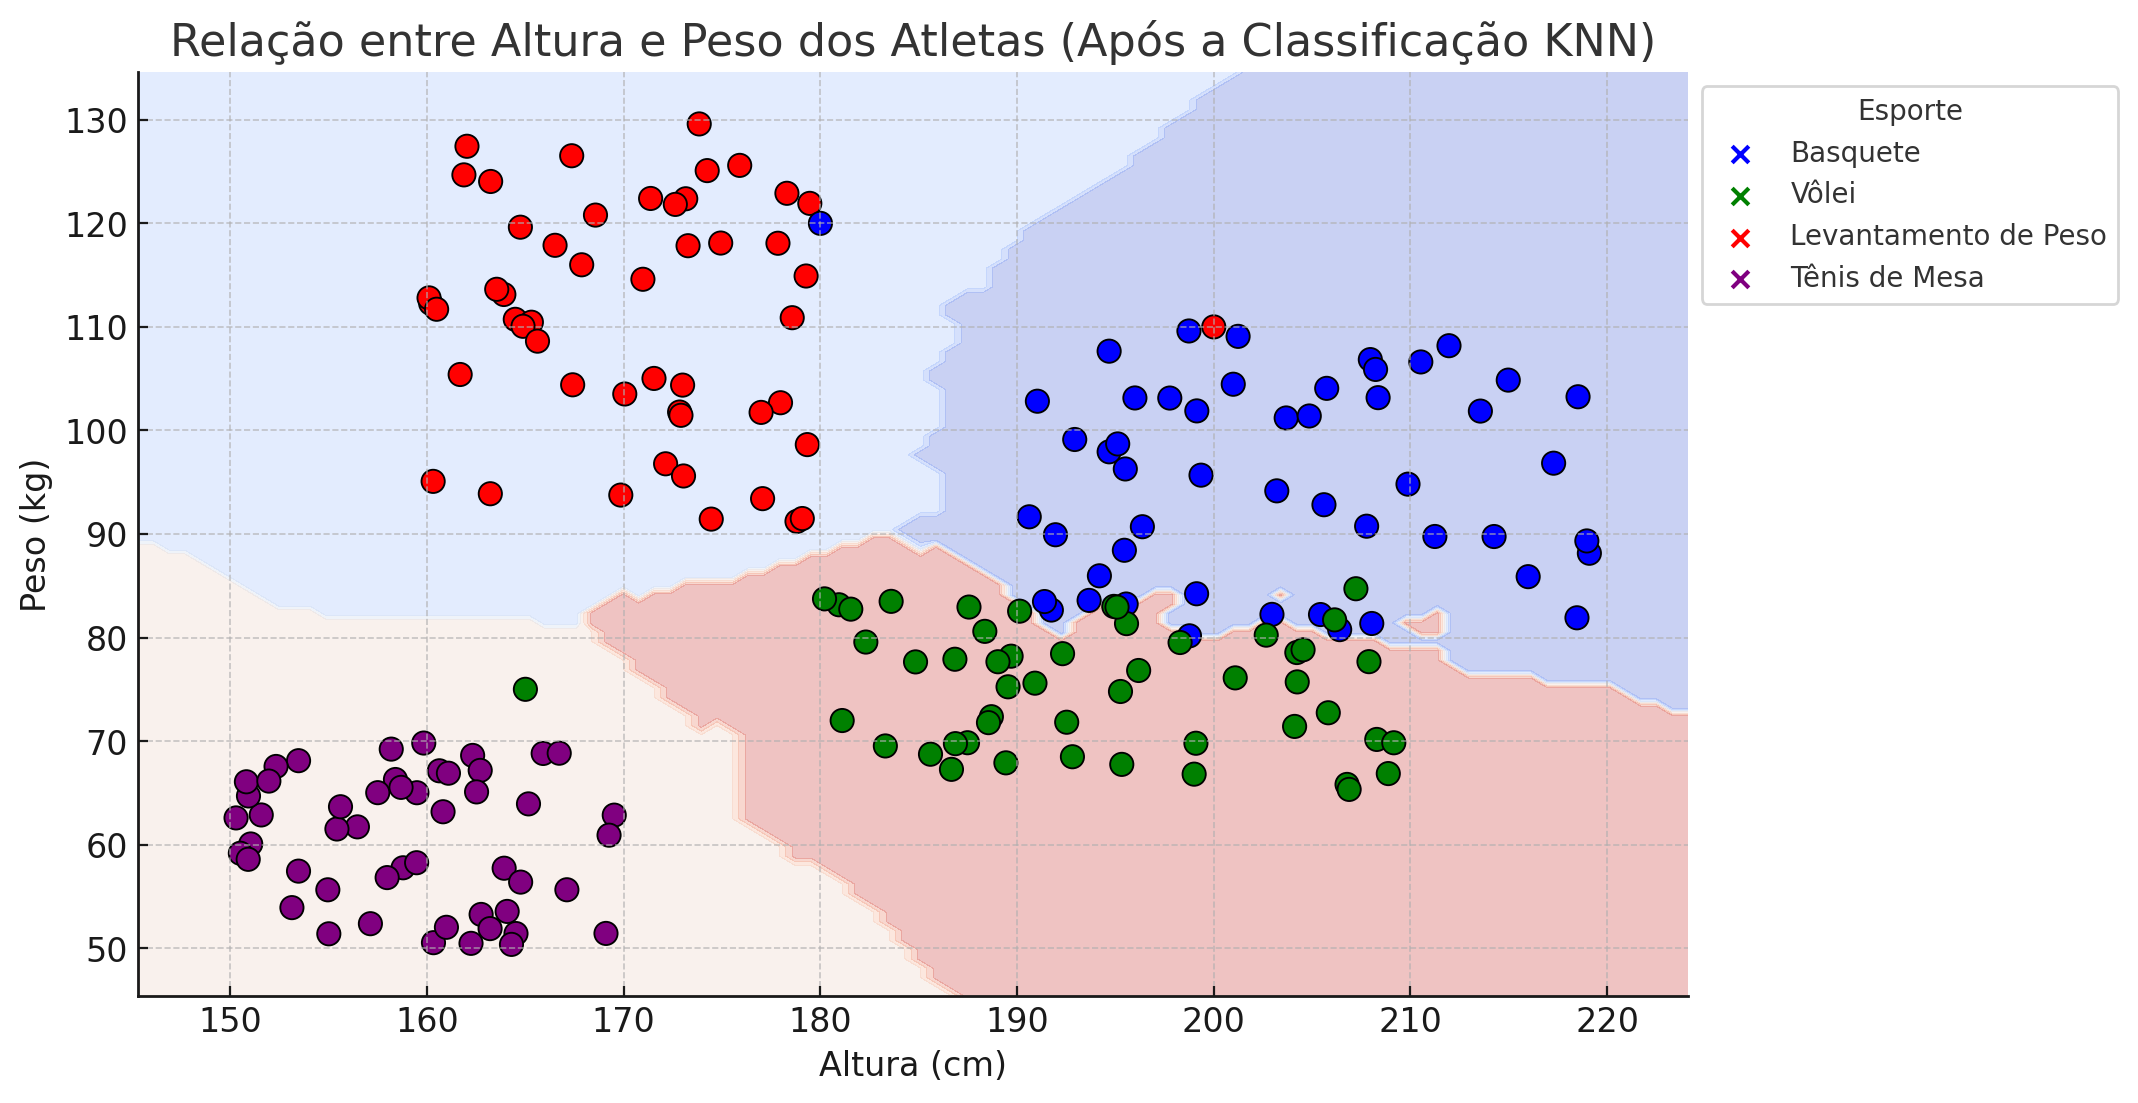 Relação entre Altura e Peso dos Atletas (Após a Classificação KNN)
Esporte
Basquete
Vôlei
Levantamento de Peso
Tênis de Mesa
Peso (kg)
130
120
110
100
90
80
70
60
50
150 160 170 180 190 200 210 220
Altura (cm)